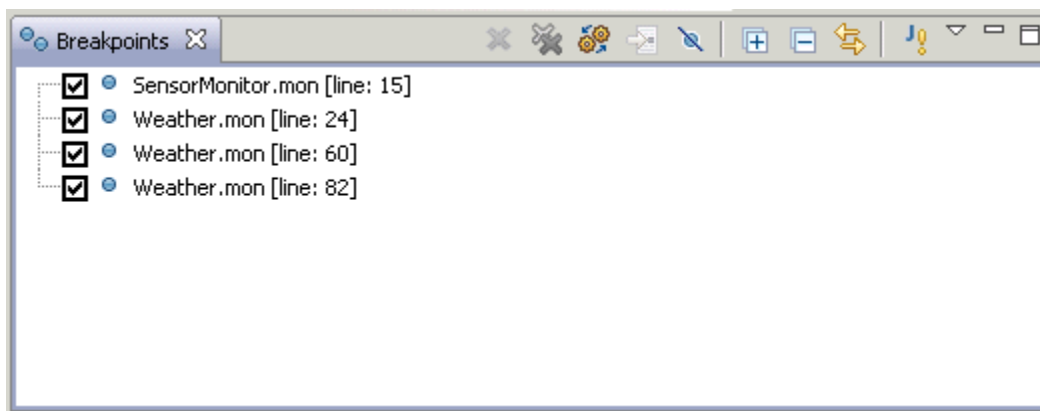 Breakpoints
SensorMonitor.mon [line: 15]
Weather.mon [line: 24]
Weather.mon [line: 60]
Weather.mon [line: 82]